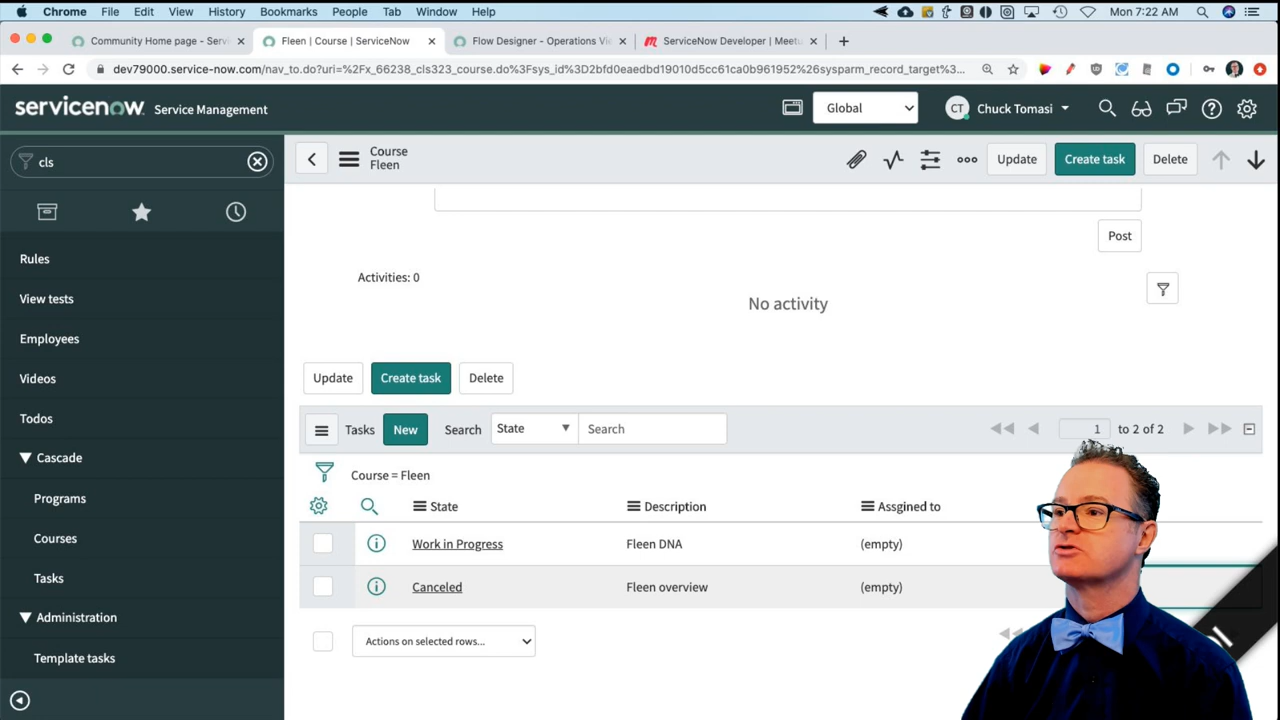 Chrome File Edit View History Bookmarks People Tab Window Help Mon 7:22 AM
Community Home page - Serv Fleen | Course | ServiceNow Flow Designer - Operations Vi ServiceNow Developer | Meetu
dev79000.service-now.com/nav_to.do?uri=%2Fx_66238_cls323_course.do%3Fsys_id%3D2bfd0eaedbd19010d5cc61ca0b961952%26sysparm_record_target%3...
servicenow Service Management Global CT Chuck Tomasi
cls
Course
Fleen
Update Create task Delete
Post
Rules
Activities: 0
View tests
No activity
Employees
Videos
Update Create task Delete
Todos
Tasks New Search State Search 1 to 2 of 2
Cascade
Course = Fleen
Programs
State Description Assgined to
Courses
Work in Progress Fleen DNA (empty)
Tasks
Canceled Fleen overview (empty)
Administration
Actions on selected rows...
Template tasks